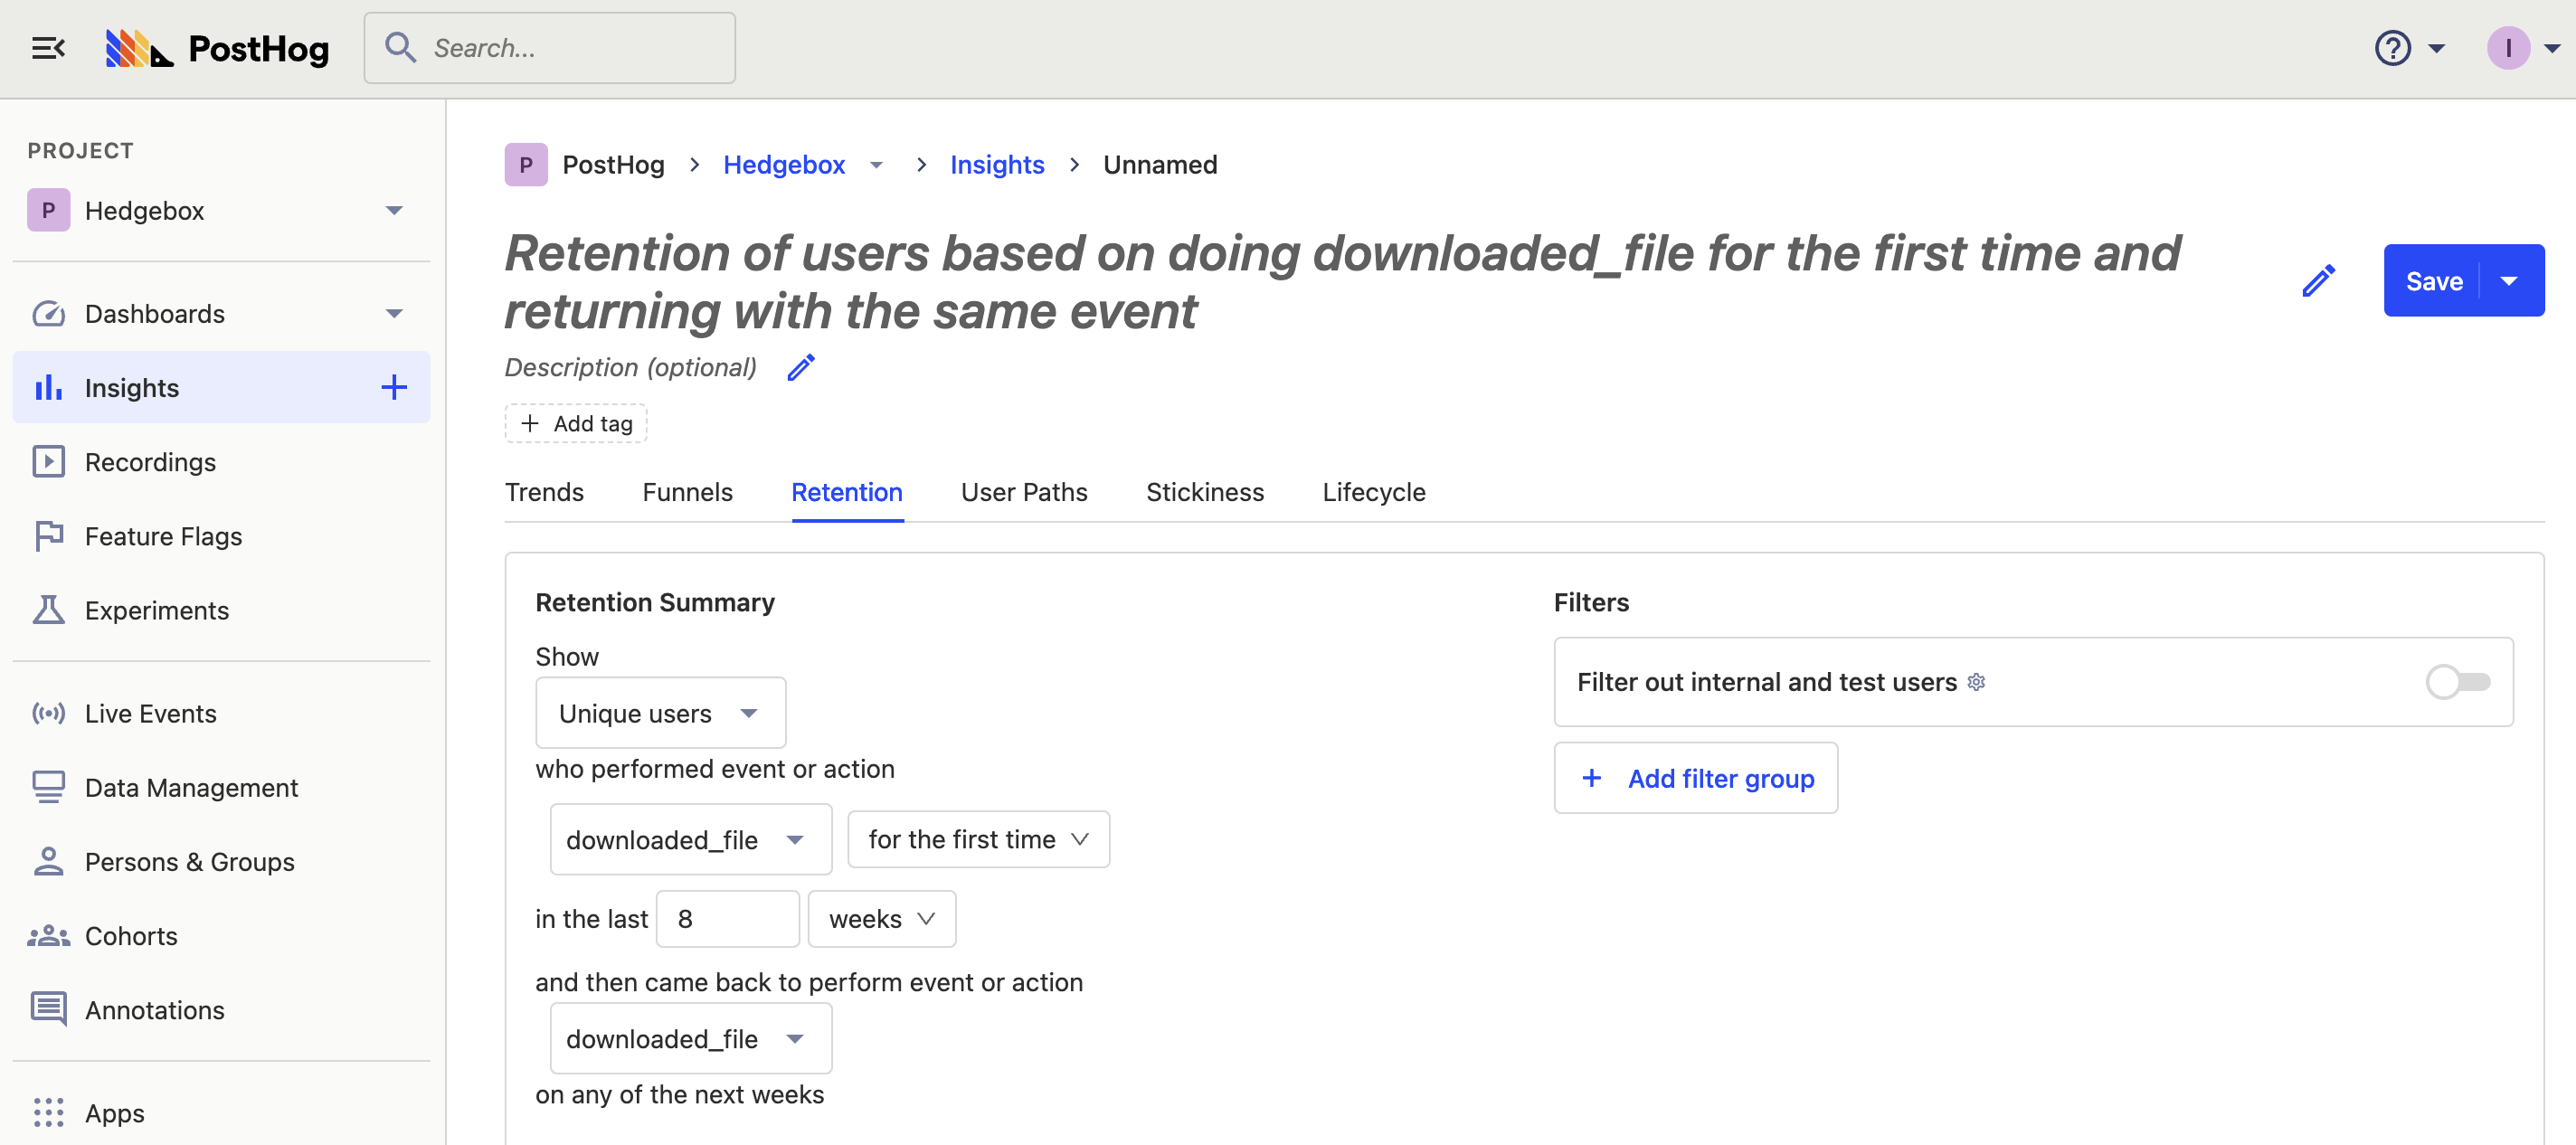 PostHog
Search...
?
I
PROJECT
P Hedgebox
Dashboards
Insights
Recordings
Feature Flags
Experiments
Live Events
Data Management
Persons & Groups
Cohorts
Annotations
Apps
P PostHog > Hedgebox > Insights > Unnamed
Retention of users based on doing downloaded_file for the first time and
returning with the same event
Save
Description (optional)
+ Add tag
Trends Funnels Retention User Paths Stickiness Lifecycle
Retention Summary
Show
Unique users
who performed event or action
downloaded_file for the first time
in the last 8 weeks
and then came back to perform event or action
downloaded_file
on any of the next weeks
Filters
Filter out internal and test users
+ Add filter group